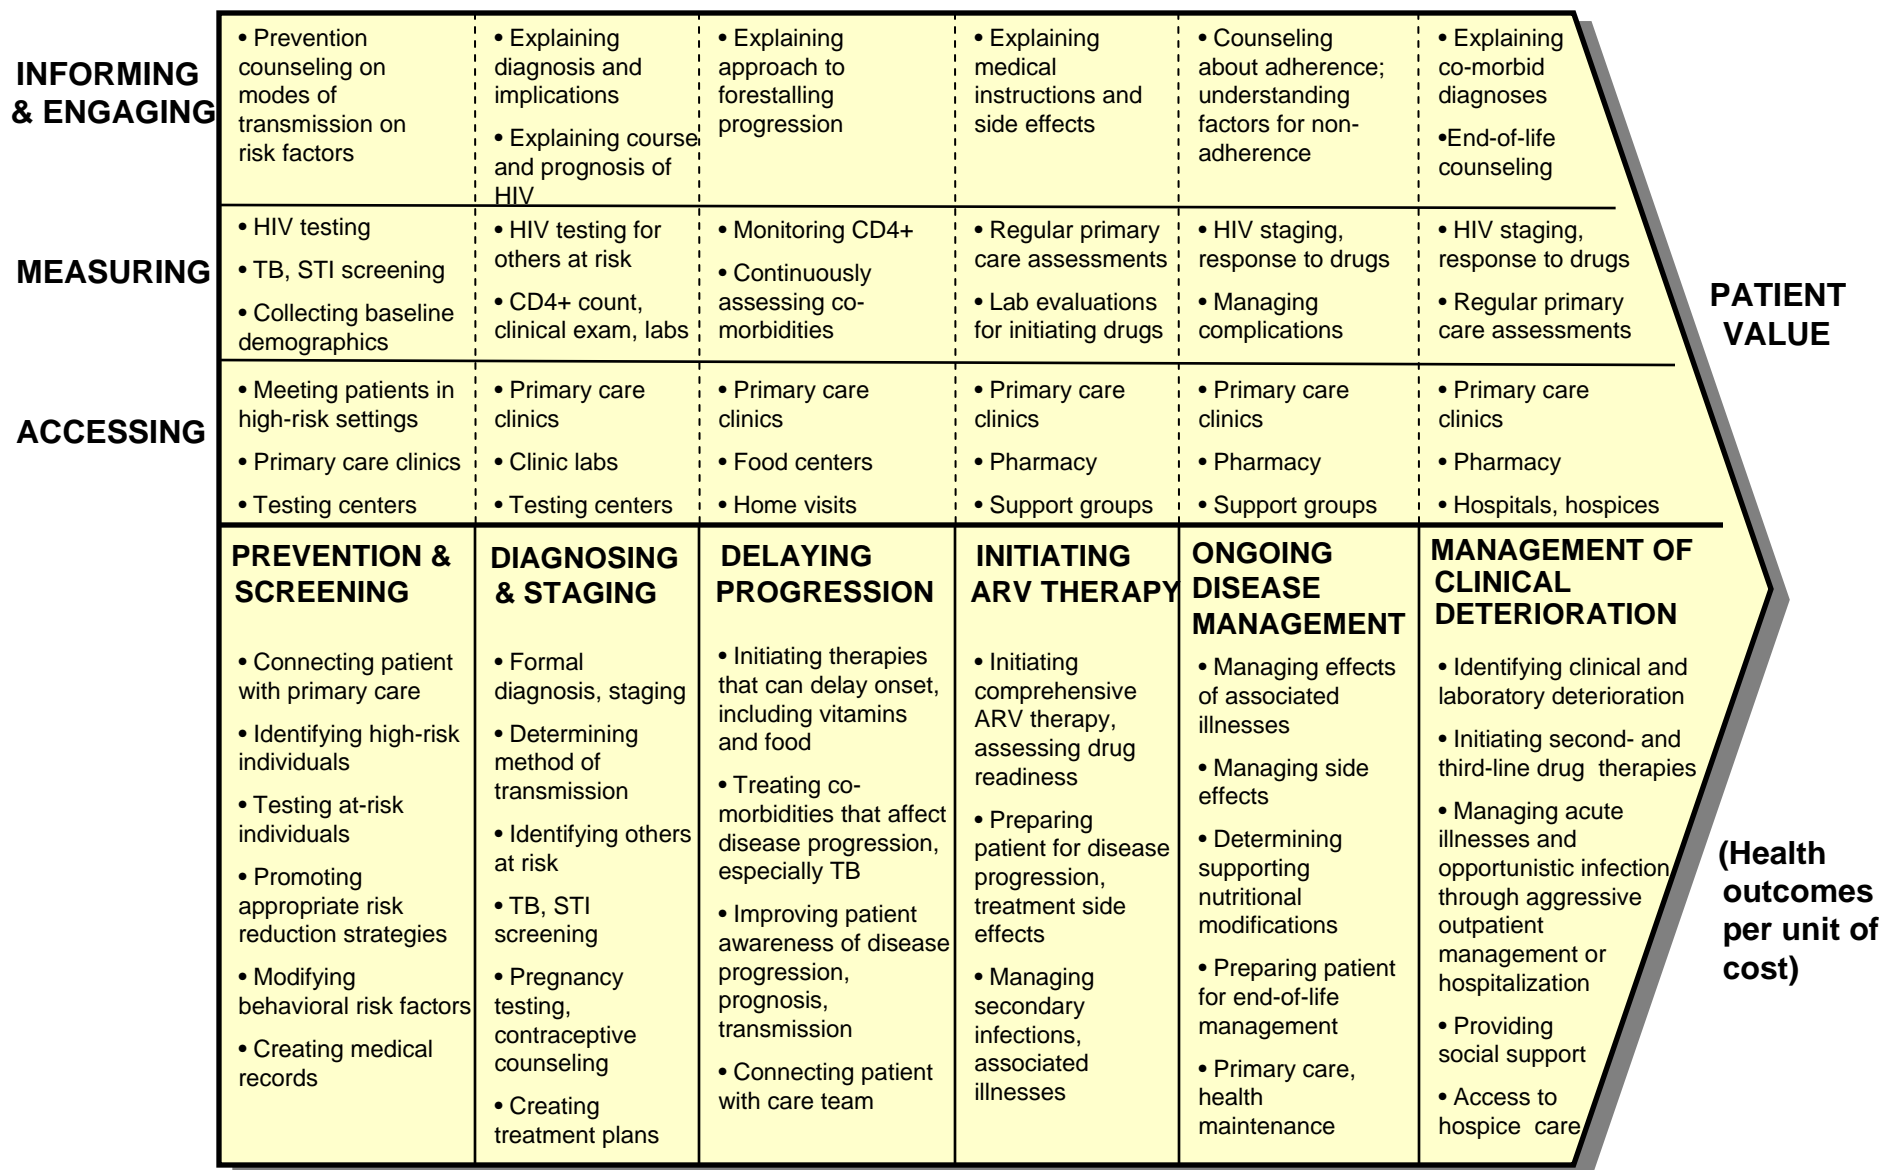 INFORMING
& ENGAGING
• Prevention
counseling on
modes of
transmission on
risk factors
• Explaining
diagnosis and
implications
• Explaining course
and prognosis of
HIV
• Explaining
approach to
forestalling
progression
• Explaining
medical
instructions and
side effects
• Counseling
about adherence;
understanding
factors for non-
adherence
• Explaining
co-morbid
diagnoses
•End-of-life
counseling
MEASURING
• HIV testing
• TB, STI screening
• Collecting baseline
demographics
• HIV testing for
others at risk
• CD4+ count,
clinical exam, labs
• Monitoring CD4+
• Continuously
assessing co-
morbidities
• Regular primary
care assessments
• Lab evaluations
for initiating drugs
• HIV staging,
response to drugs
• Managing
complications
• HIV staging,
response to drugs
• Regular primary
care assessments
ACCESSING
• Meeting patients in
high-risk settings
• Primary care clinics
• Testing centers
• Primary care
clinics
• Clinic labs
• Testing centers
• Primary care
clinics
• Food centers
• Home visits
• Primary care
clinics
• Pharmacy
• Support groups
• Primary care
clinics
• Pharmacy
• Support groups
• Primary care
clinics
• Pharmacy
• Hospitals, hospices
PREVENTION &
SCREENING
• Connecting patient
with primary care
• Identifying high-risk
individuals
• Testing at-risk
individuals
• Promoting
appropriate risk
reduction strategies
• Modifying
behavioral risk factors
• Creating medical
records
DIAGNOSING
& STAGING
• Formal
diagnosis, staging
• Determining
method of
transmission
• Identifying others
at risk
• TB, STI
screening
• Pregnancy
testing,
contraceptive
counseling
• Creating
treatment plans
DELAYING
PROGRESSION
• Initiating therapies
that can delay onset,
including vitamins
and food
• Treating co-
morbidities that affect
disease progression,
especially TB
• Improving patient
awareness of disease
progression,
prognosis,
transmission
• Connecting patient
with care team
INITIATING
ARV THERAPY
• Initiating
comprehensive
ARV therapy,
assessing drug
readiness
• Preparing
patient for disease
progression,
treatment side
effects
• Managing
secondary
infections,
associated
illnesses
ONGOING
DISEASE
MANAGEMENT
• Managing effects
of associated
illnesses
• Managing side
effects
• Determining
supporting
nutritional
modifications
• Preparing patient
for end-of-life
management
• Primary care,
health
maintenance
MANAGEMENT OF
CLINICAL
DETERIORATION
• Identifying clinical and
laboratory deterioration
• Initiating second- and
third-line drug therapies
• Managing acute
illnesses and
opportunistic infection
through aggressive
outpatient
management or
hospitalization
• Providing
social support
• Access to
hospice care
PATIENT
VALUE
(Health
outcomes
per unit of
cost)